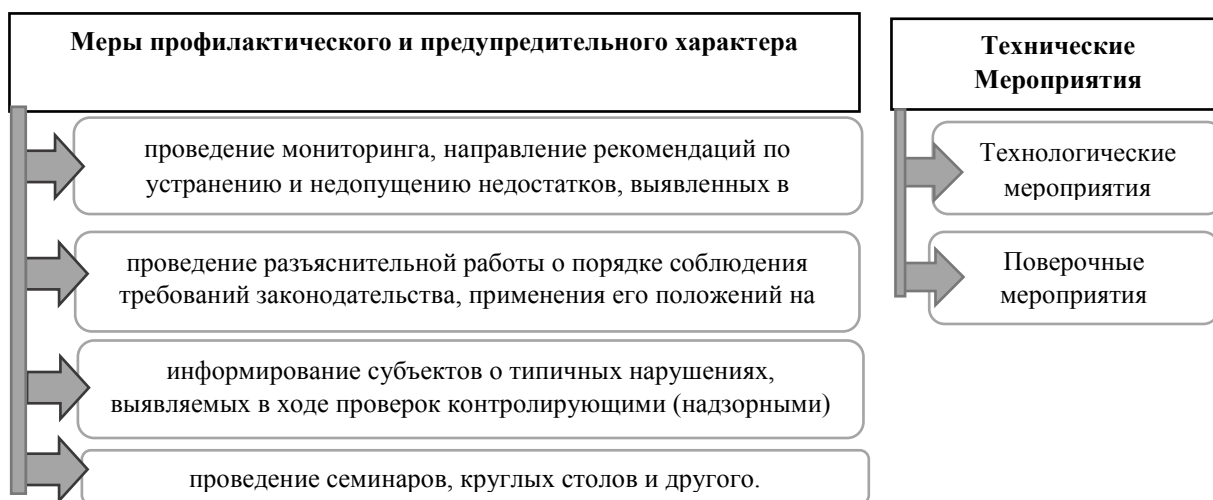 Меры профилактического и предупредительного характера
проведение мониторинга, направление рекомендаций по
устранению и недопущению недостатков, выявленных в
проведение разъяснительной работы о порядке соблюдения
требований законодательства, применения его положений на
информирование субъектов о типичных нарушениях,
выявляемых в ходе проверок контролирующими (надзорными)
проведение семинаров, круглых столов и другого.
Технические
Мероприятия
Технологические
мероприятия
Поверочные
мероприятия